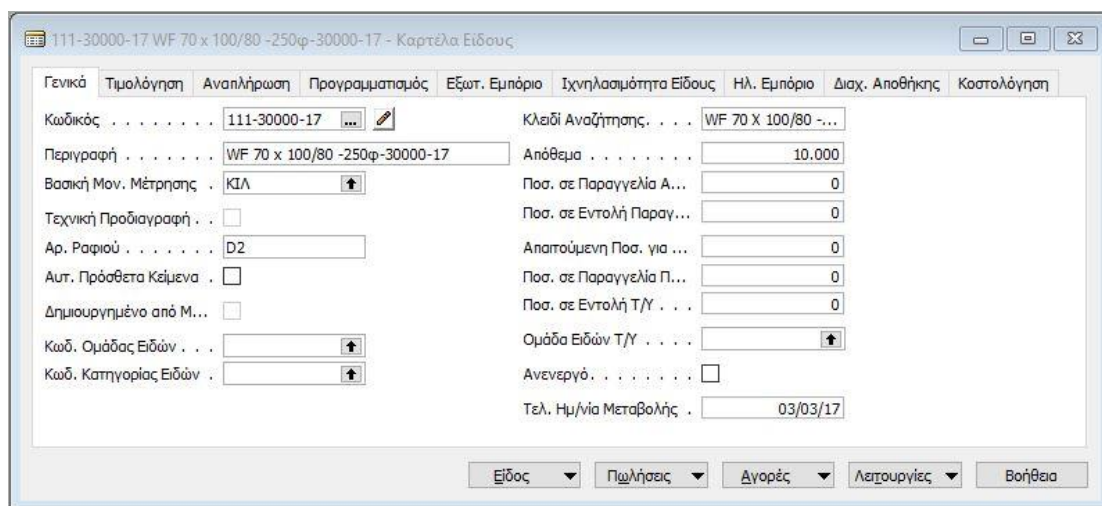 111-30000-17 WF 70 x 100/80 -250φ-30000-17 - Καρτέλα Είδους
Γενικά Τιμολόγηση Αναπλήρωση Προγραμματισμός Εξωτ. Εμπόριο Ιχνηλασιμότητα Είδους Ηλ. Εμπόριο Διαχ. Αποθήκης Κοστολόγηση
Κωδικός . . . . . . . . 111-30000-17 ...
Περιγραφή . . . . . . . WF 70 x 100/80 -250φ-30000-17
Βασική Μον. Μέτρησης . ΚΙΛ
Τεχνική Προδιαγραφή . .
Αρ. Ραφιού . . . . . . . D2
Αυτ. Πρόσθετα Κείμενα .
Δημιουργημένο από Μ...
Κωδ. Ομάδας Ειδών . . .
Κωδ. Κατηγορίας Ειδών .
Κλειδί Αναζήτησης. . . . WF 70 X 100/80 -...
Απόθεμα . . . . . . . . 10.000
Ποσ. σε Παραγγελία Α... 0
Ποσ. σε Εντολή Παραγ... 0
Απαιτούμενη Ποσ. για ... 0
Ποσ. σε Παραγγελία Π... 0
Ποσ. σε Εντολή Τ/Υ . . . 0
Ομάδα Ειδών Τ/Υ . . . .
Ανενεργό. . . . . . . .
Τελ. Ημ/νία Μεταβολής . 03/03/17
Είδος Πωλήσεις Αγορές Λειτουργίες Βοήθεια